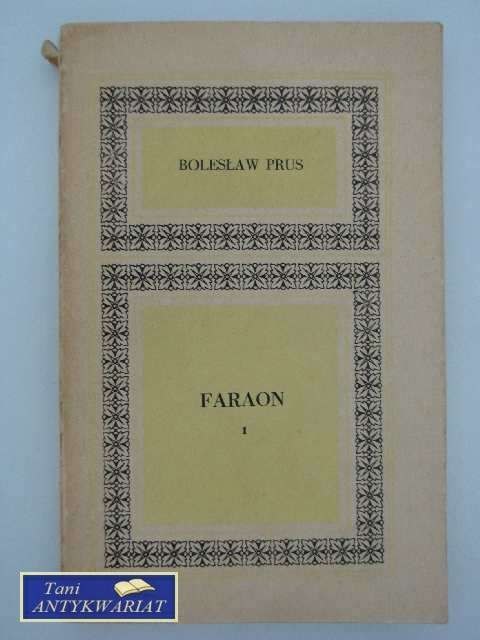 BOLESŁAW PRUS
FARAON
1
Tani
ANTYKWARIAT